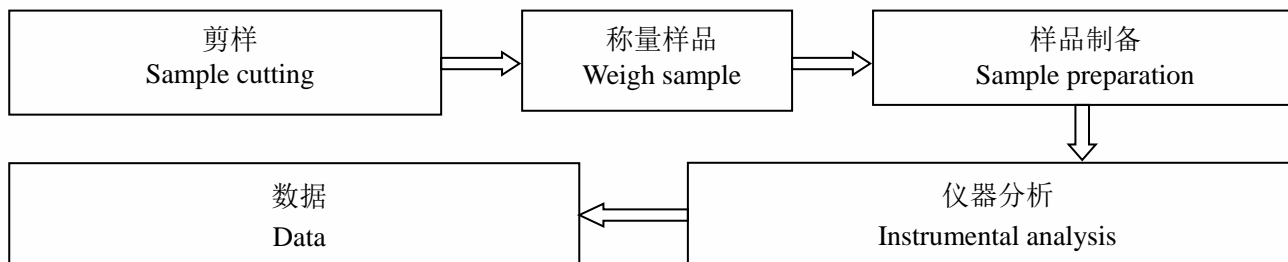 剪样
Sample cutting
称量样品
Weigh sample
样品制备
Sample preparation
仪器分析
Instrumental analysis
数据
Data